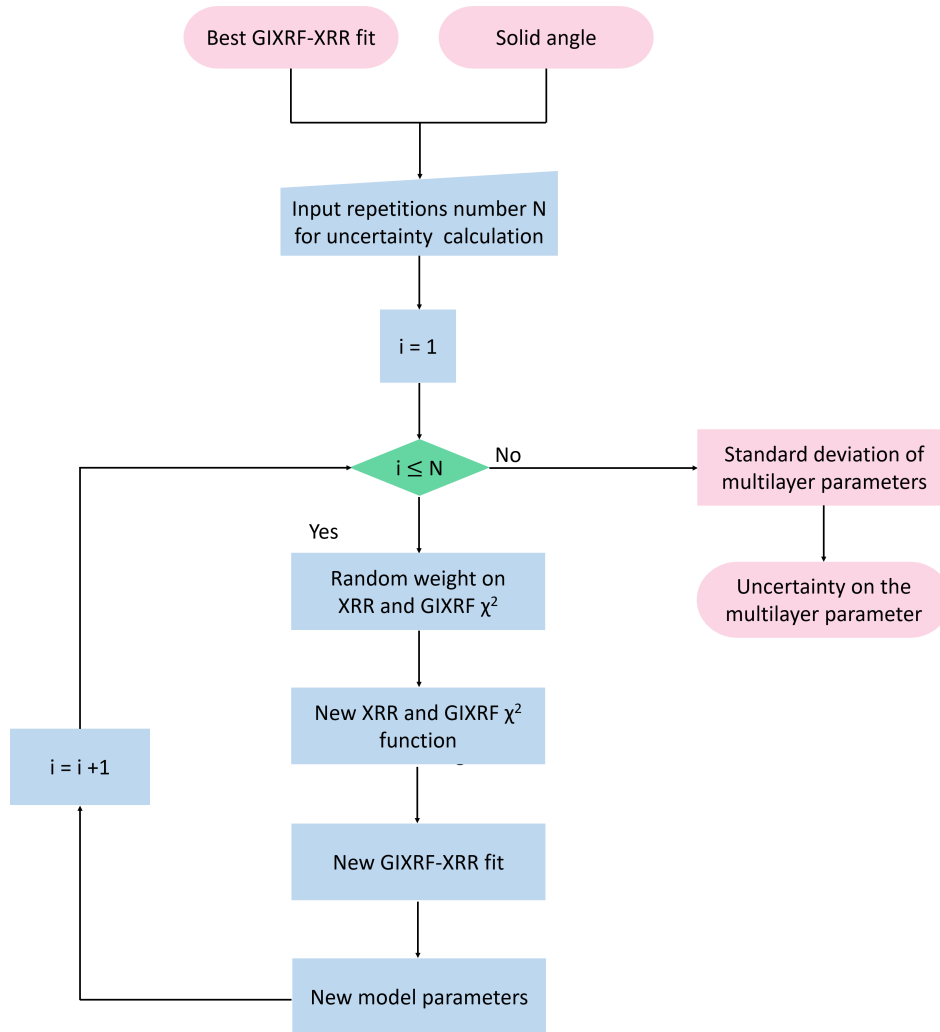 Best GIXRF-XRR fit
Solid angle
Input repetitions number N
for uncertainty calculation
i = 1
i ≤ N
No
Yes
Standard deviation of
multilayer parameters
Uncertainty on the
multilayer parameter
Random weight on
XRR and GIXRF χ²
New XRR and GIXRF χ²
function
i = i +1
New GIXRF-XRR fit
New model parameters